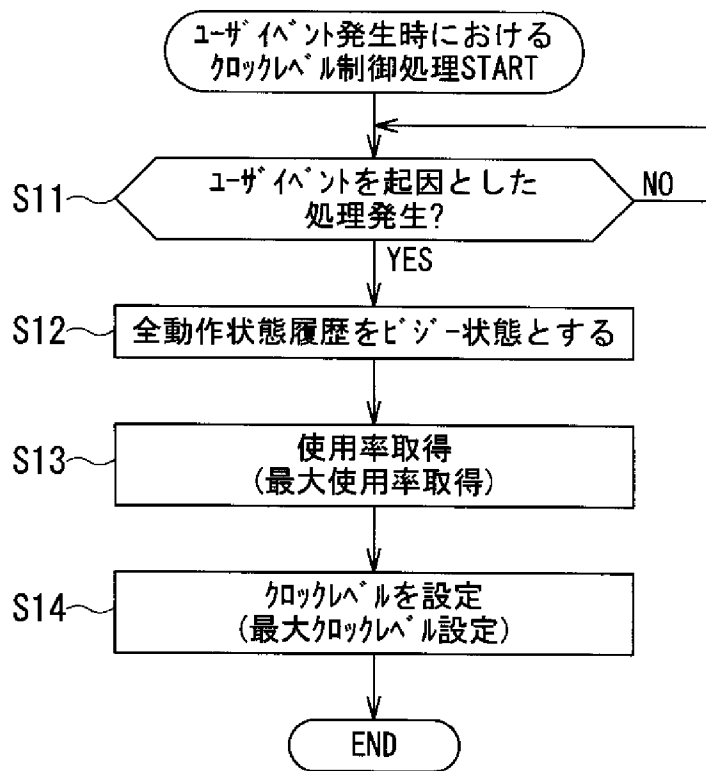 ﾕｰｻﾞｲﾍﾞﾝﾄ発生時における
ｸﾛｯｸﾚﾍﾞﾙ制御処理START
S11
ﾕｰｻﾞｲﾍﾞﾝﾄを起因とした
処理発生?
NO
YES
S12
全動作状態履歴をﾋﾞｼﾞｰ状態とする
S13
使用率取得
(最大使用率取得)
S14
ｸﾛｯｸﾚﾍﾞﾙを設定
(最大ｸﾛｯｸﾚﾍﾞﾙ設定)
END